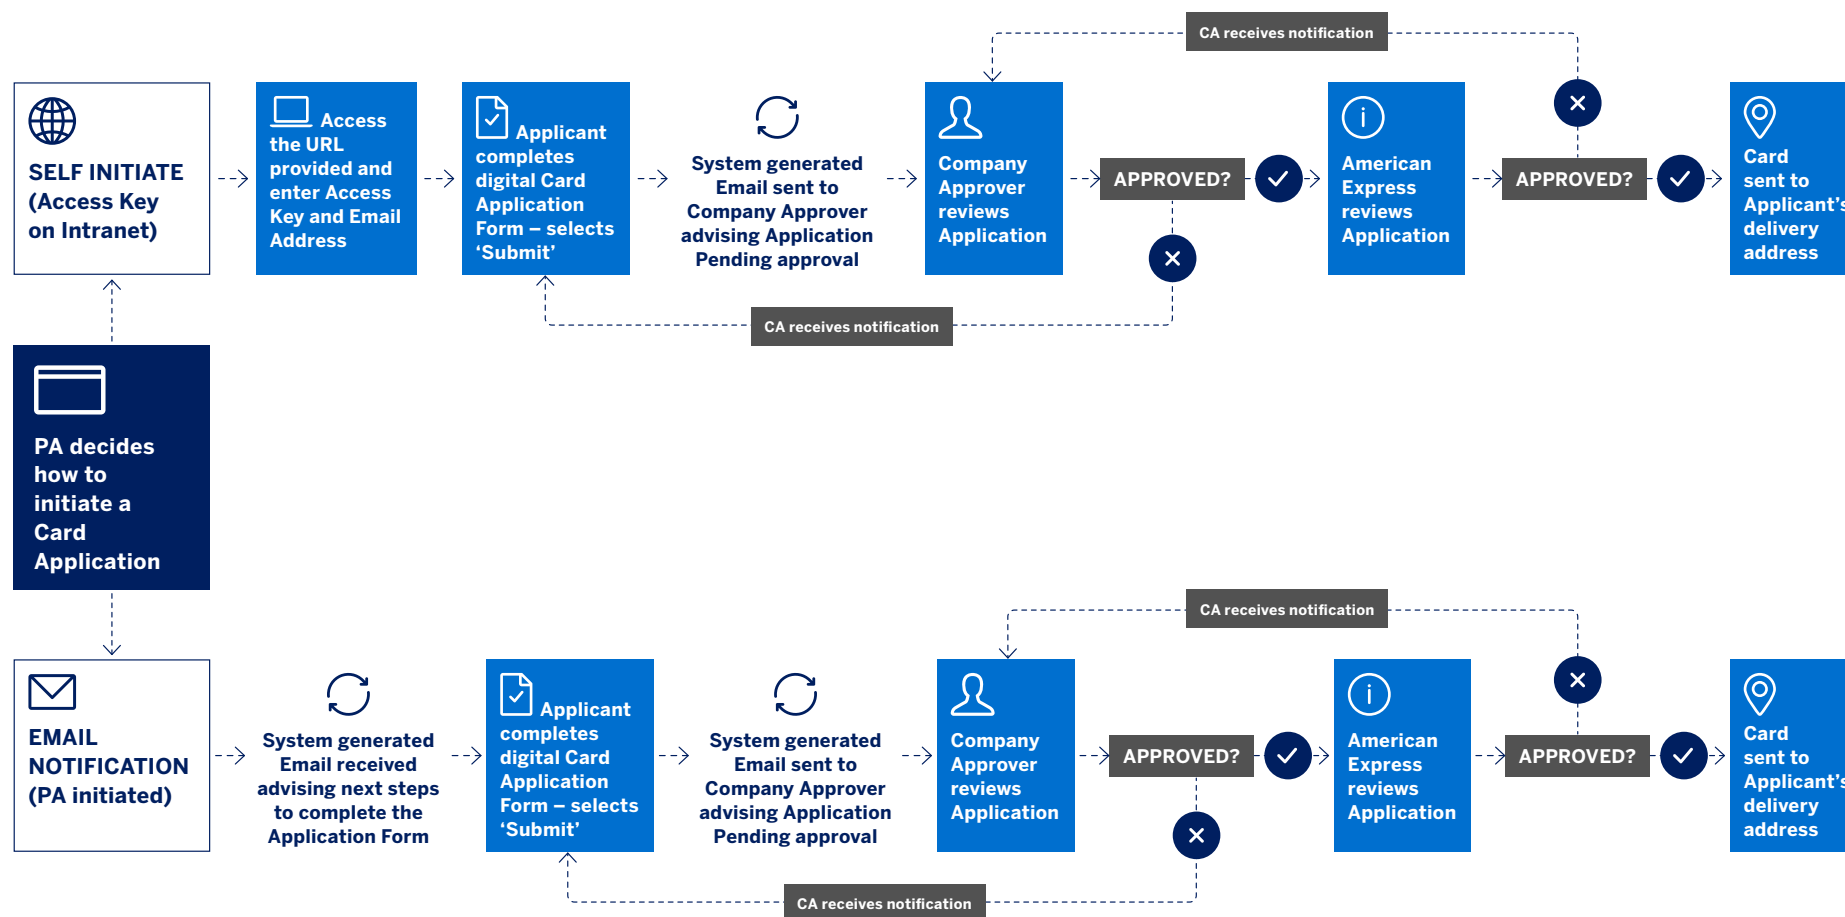 CA receives notification
SELF INITIATE
(Access Key
on Intranet)
Access
the URL
provided and
enter Access
Key and Email
Address
Applicant
completes
digital Card
Application
Form – selects
‘Submit’
System generated
Email sent to
Company Approver
advising Application
Pending approval
Company
Approver
reviews
Application
APPROVED?
American
Express
reviews
Application
APPROVED?
Card
sent to
Applicant’s
delivery
address
CA receives notification
PA decides
how to
initiate a
Card
Application
CA receives notification
EMAIL
NOTIFICATION
(PA initiated)
System generated
Email received
advising next steps
to complete the
Application Form
Applicant
completes
digital Card
Application
Form – selects
‘Submit’
System generated
Email sent to
Company Approver
advising Application
Pending approval
Company
Approver
reviews
Application
APPROVED?
American
Express
reviews
Application
APPROVED?
Card
sent to
Applicant’s
delivery
address
CA receives notification